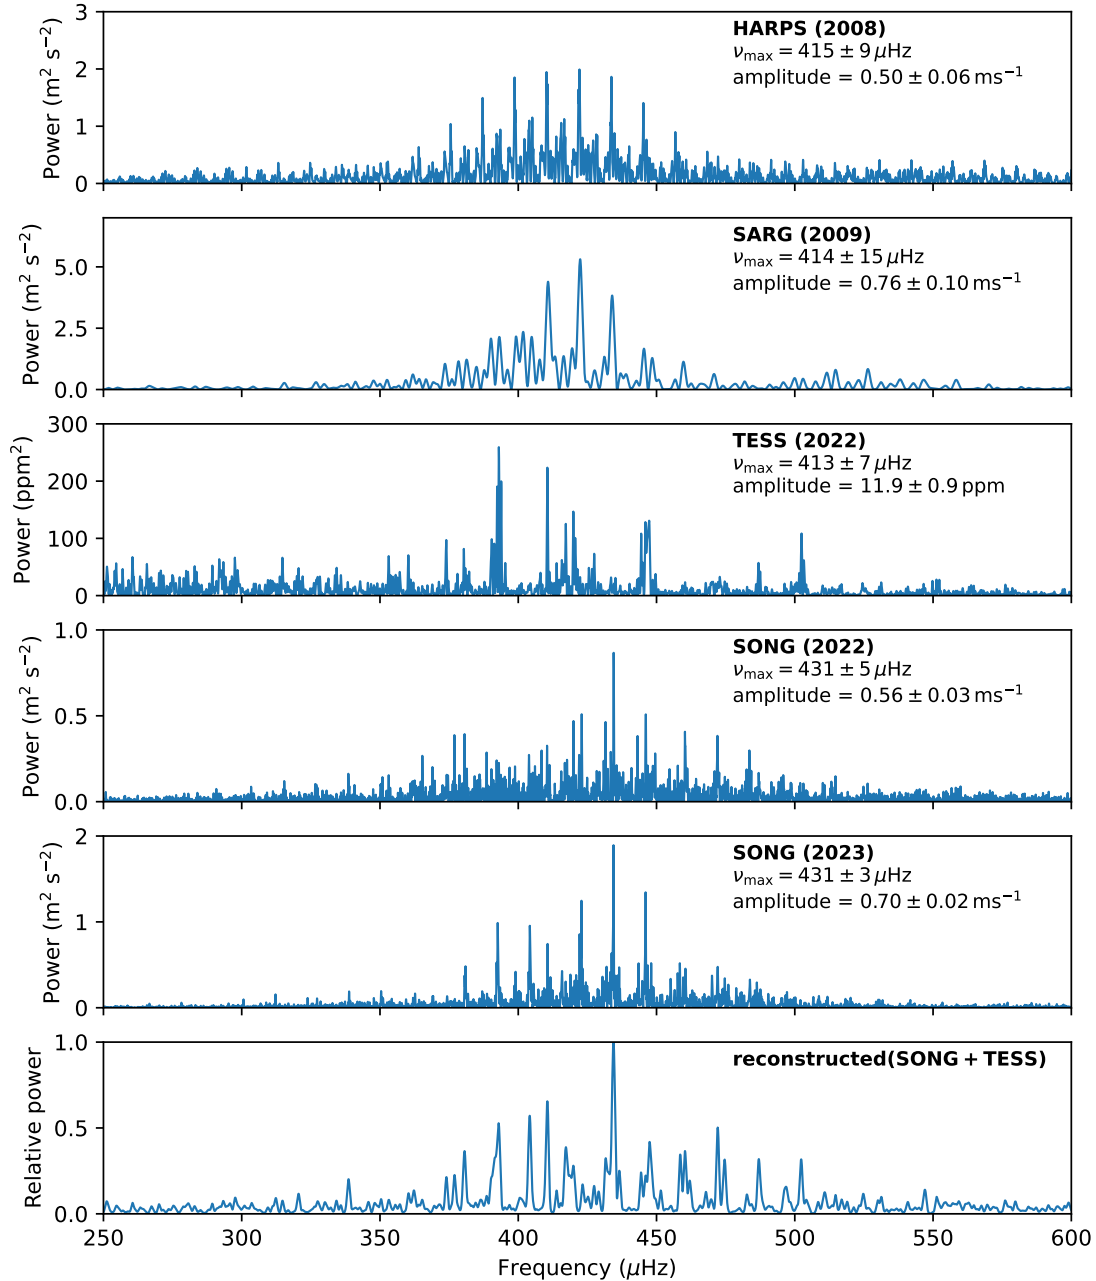 3
2
1
0
Power (m² s⁻²)
HARPS (2008)
νmax = 415 ± 9 μHz
amplitude = 0.50 ± 0.06 ms⁻¹
5.0
2.5
0.0
Power (m² s⁻²)
SARG (2009)
νmax = 414 ± 15 μHz
amplitude = 0.76 ± 0.10 ms⁻¹
300
200
100
0
Power (ppm²)
TESS (2022)
νmax = 413 ± 7 μHz
amplitude = 11.9 ± 0.9 ppm
1.0
0.5
0.0
Power (m² s⁻²)
SONG (2022)
νmax = 431 ± 5 μHz
amplitude = 0.56 ± 0.03 ms⁻¹
2
1
0
Power (m² s⁻²)
SONG (2023)
νmax = 431 ± 3 μHz
amplitude = 0.70 ± 0.02 ms⁻¹
1.0
0.5
0.0
Relative power
reconstructed(SONG + TESS)
250 300 350 400 450 500 550 600
Frequency (μHz)